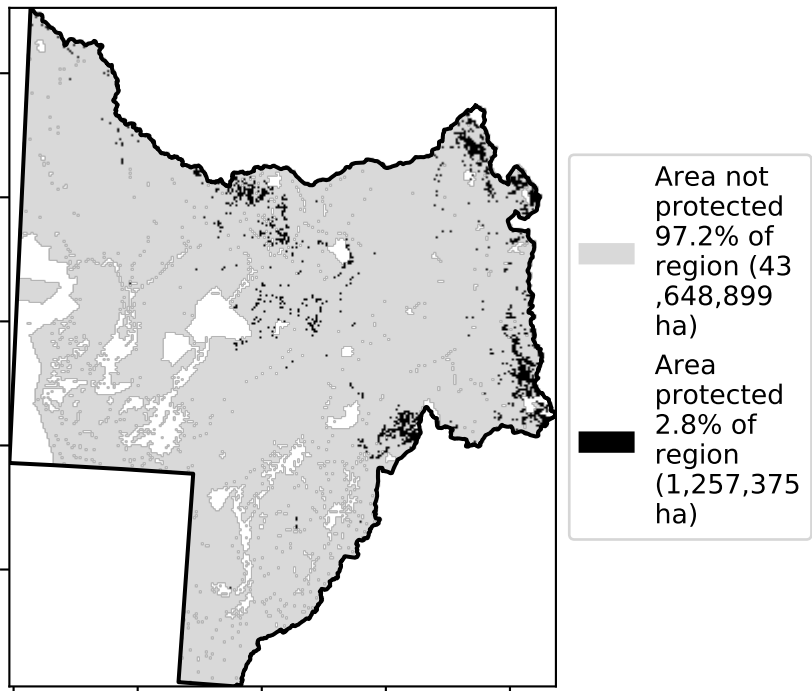 Area not
protected
97.2% of
region (43
,648,899
ha)
Area
protected
2.8% of
region
(1,257,375
ha)